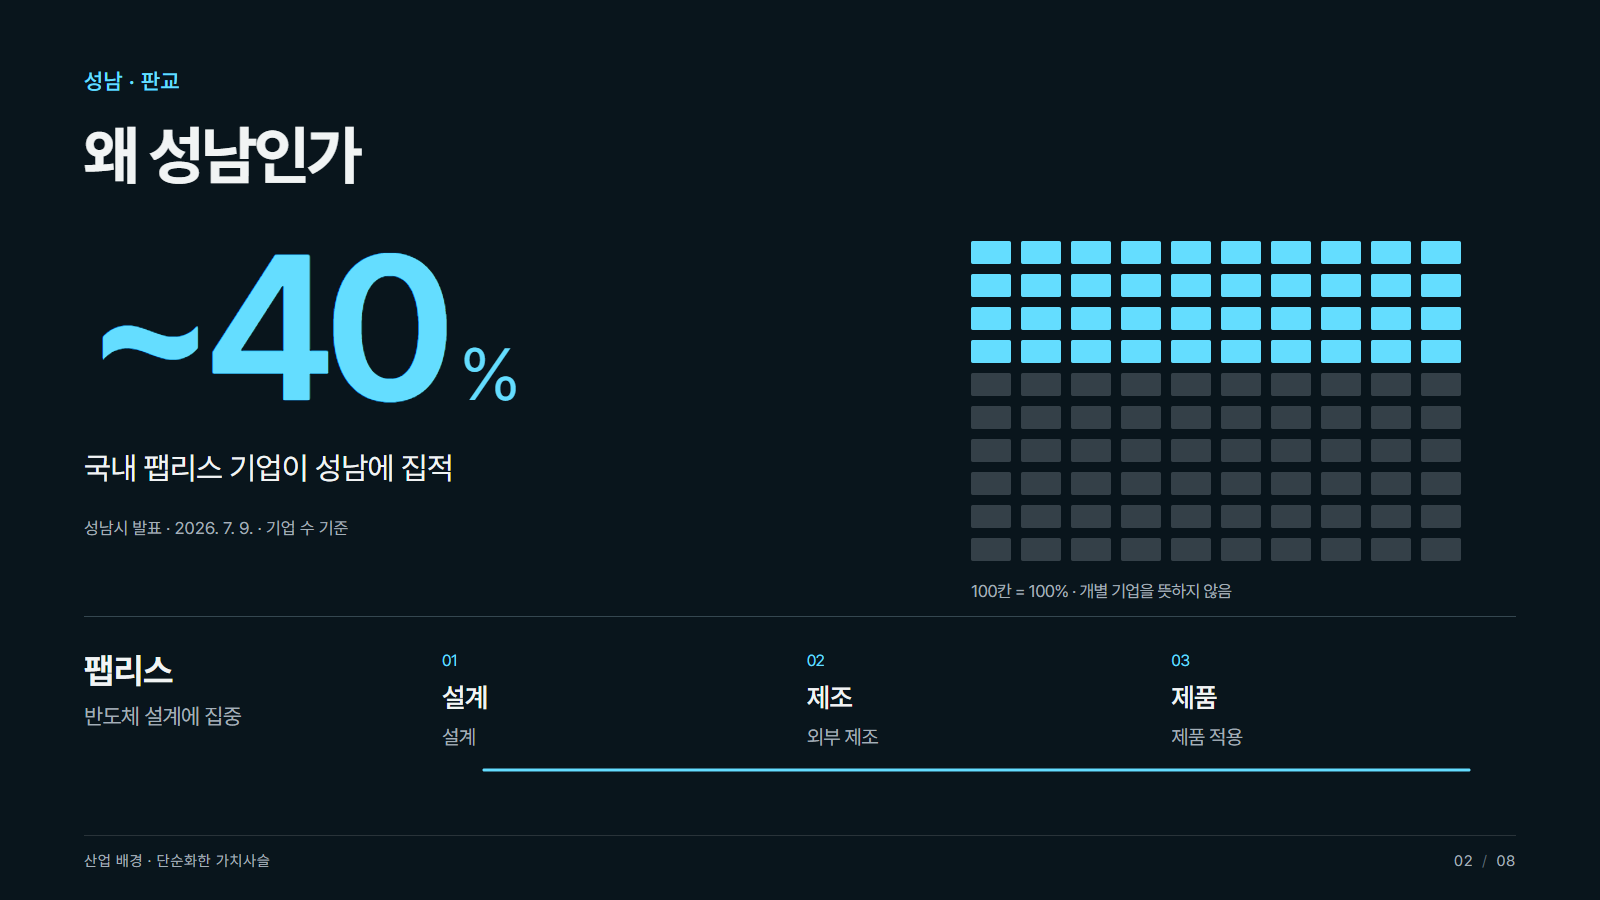 성남 · 판교
왜 성남인가
~40%
국내 팹리스 기업이 성남에 집적
성남시 발표 · 2026. 7. 9. · 기업 수 기준
100칸 = 100% · 개별 기업을 뜻하지 않음
팹리스
반도체 설계에 집중
01
설계
설계
02
제조
외부 제조
03
제품
제품 적용
산업 배경 · 단순화한 가치사슬
02 / 08